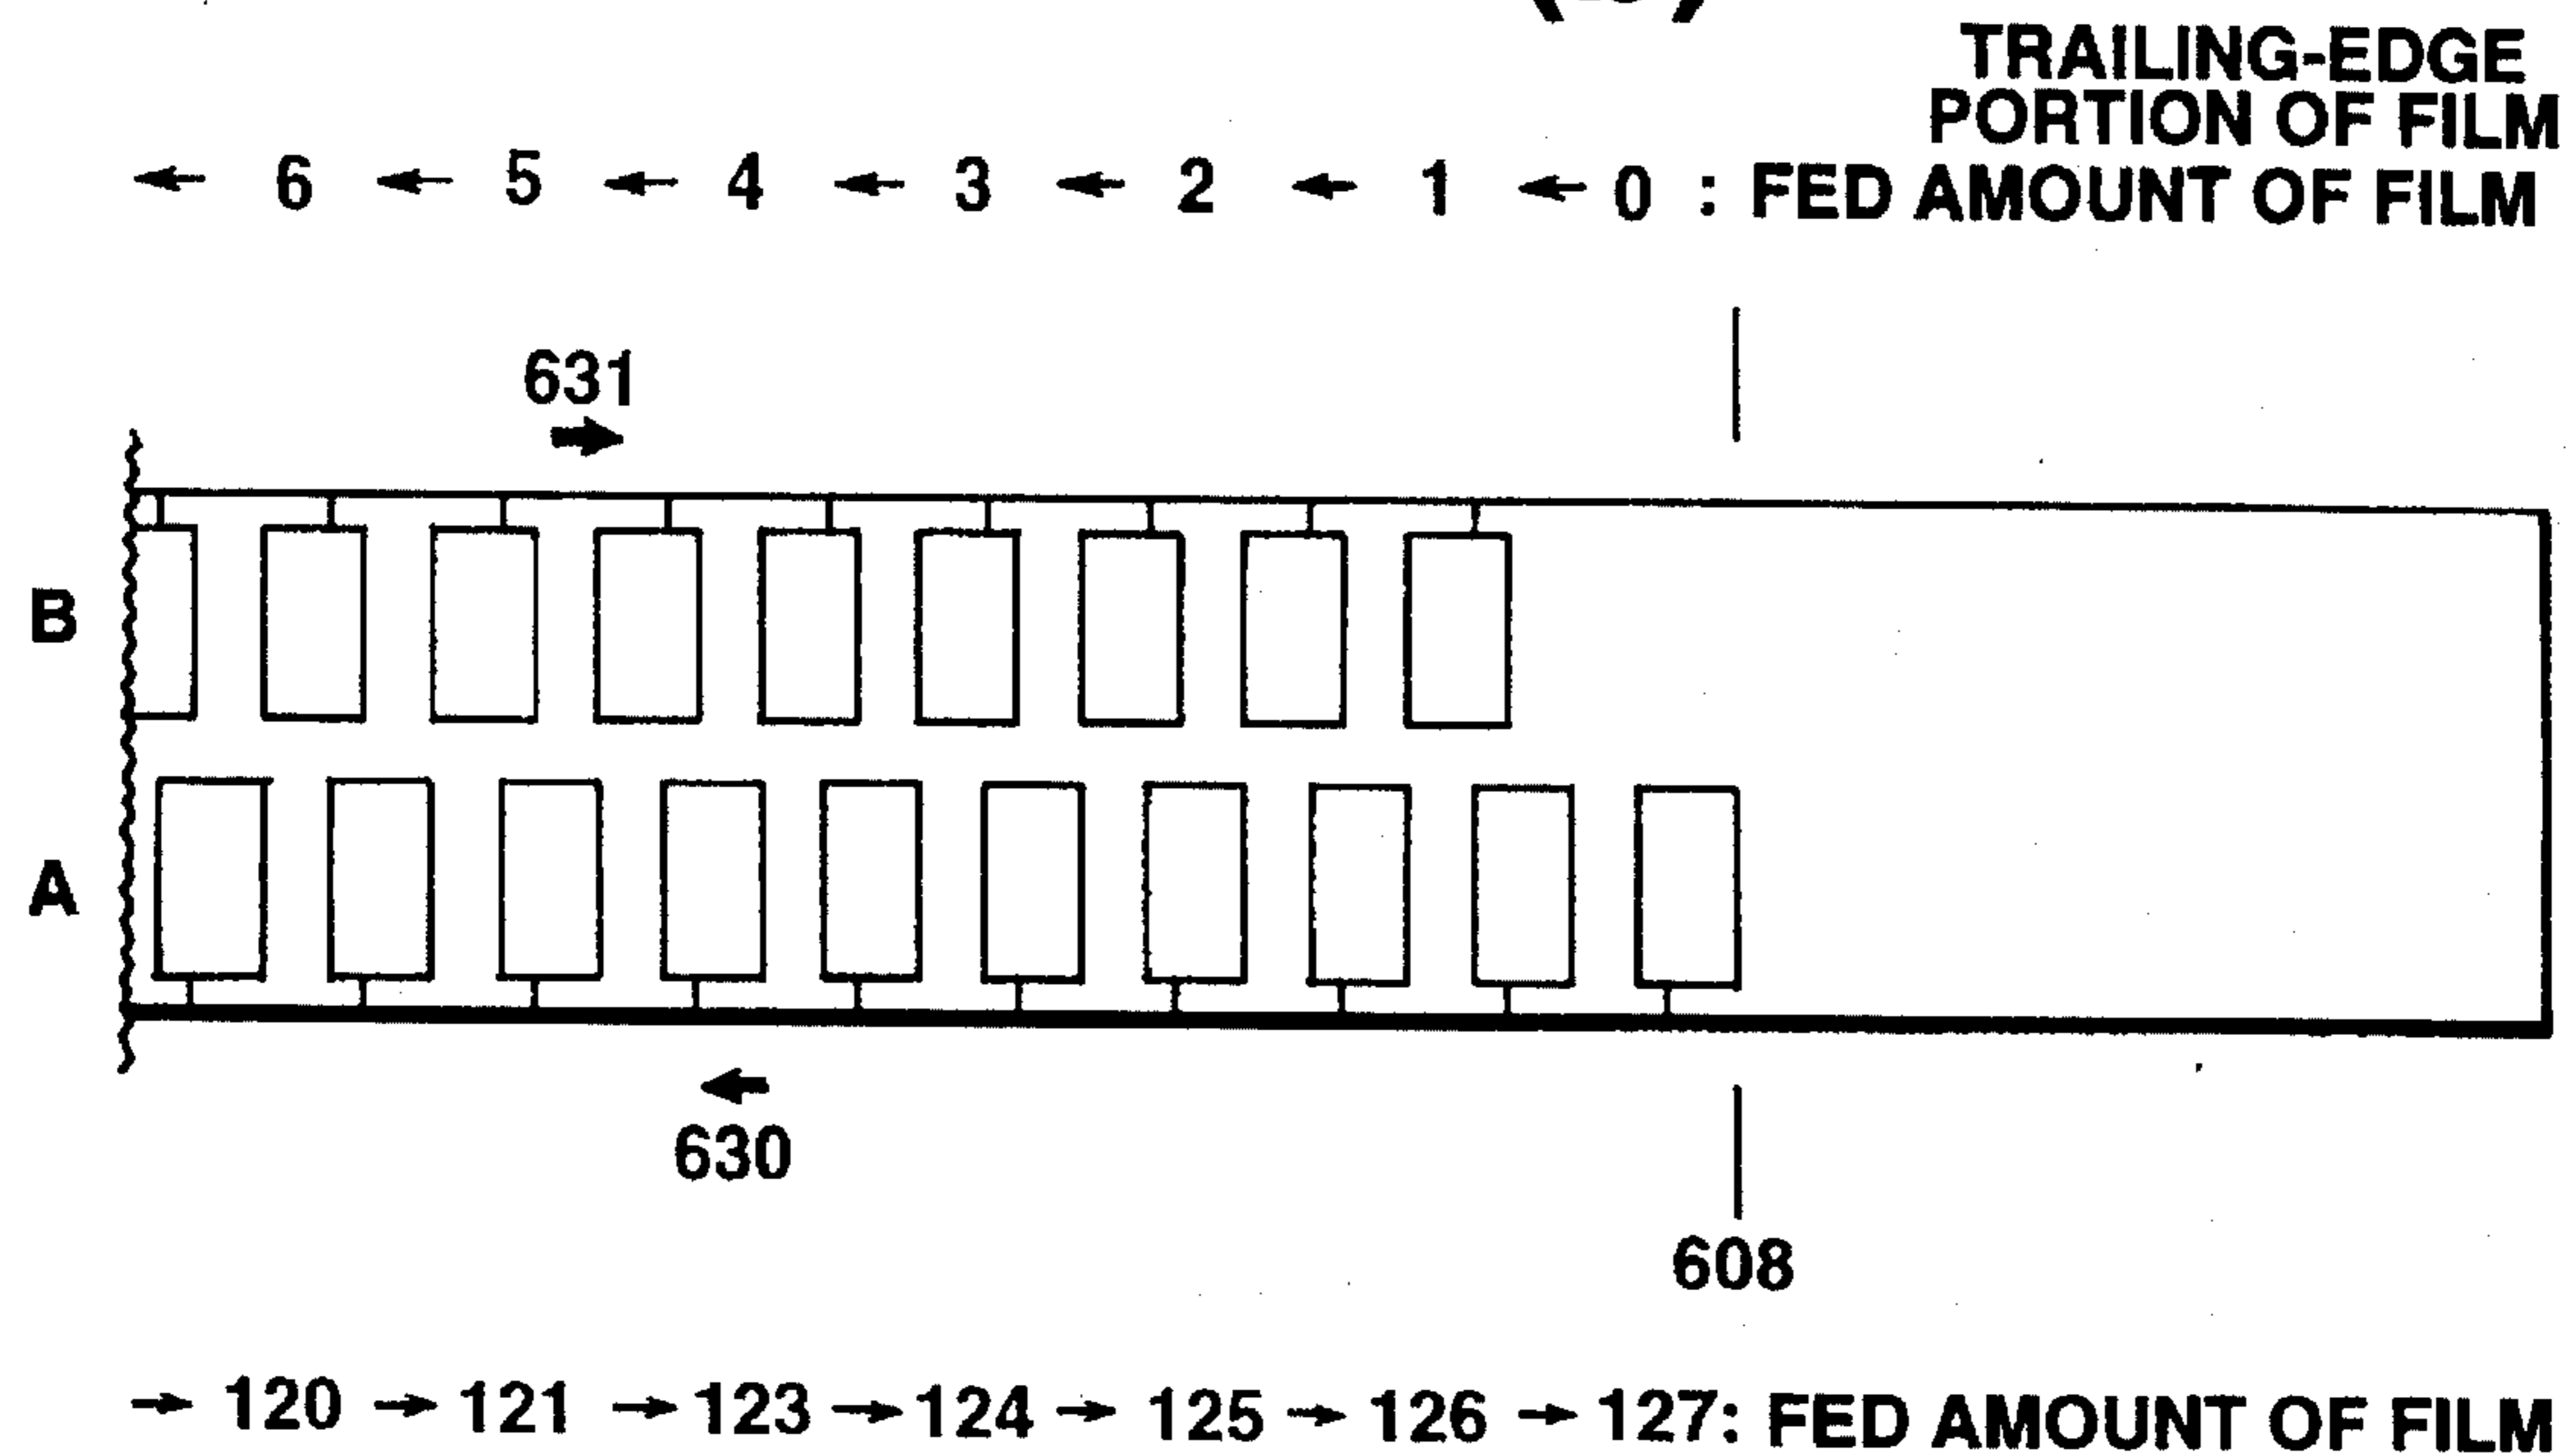 TRAILING-EDGE
PORTION OF FILM
← 6 ← 5 ← 4 ← 3 ← 2 ← 1 ← 0 : FED AMOUNT OF FILM
631
B
A
630
608
→ 120 → 121 → 123 → 124 → 125 → 126 → 127: FED AMOUNT OF FILM